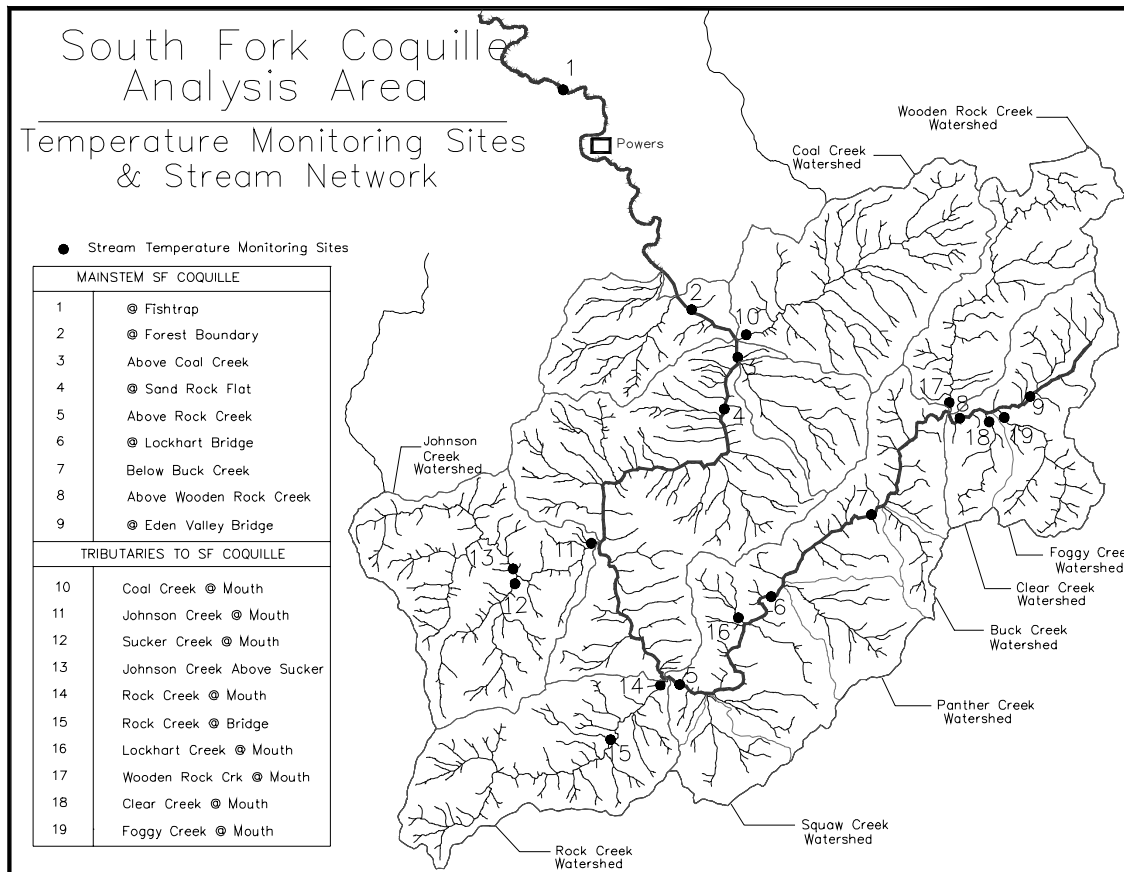 South Fork Coquille
Analysis Area
Temperature Monitoring Sites
& Stream Network
Stream Temperature Monitoring Sites
MAINSTEM SF COQUILLE
1 @ Fishtrap
2 @ Forest Boundary
3 Above Coal Creek
4 @ Sand Rock Flat
5 Above Rock Creek
6 @ Lockhart Bridge
7 Below Buck Creek
8 Above Wooden Rock Creek
9 @ Eden Valley Bridge
TRIBUTARIES TO SF COQUILLE
10 Coal Creek @ Mouth
11 Johnson Creek @ Mouth
12 Sucker Creek @ Mouth
13 Johnson Creek Above Sucker
14 Rock Creek @ Mouth
15 Rock Creek @ Bridge
16 Lockhart Creek @ Mouth
17 Wooden Rock Crk @ Mouth
18 Clear Creek @ Mouth
19 Foggy Creek @ Mouth
1
Powers
Wooden Rock Creek
Watershed
Coal Creek
Watershed
2
10
3
4
17
8
9
18
19
Johnson
Creek
Watershed
7
11
13
12
Foggy Cree
Watershed
Clear Creek
Watershed
6
16
Buck Creek
Watershed
14
5
Panther Creek
Watershed
5
Squaw Creek
Watershed
Rock Creek
Watershed